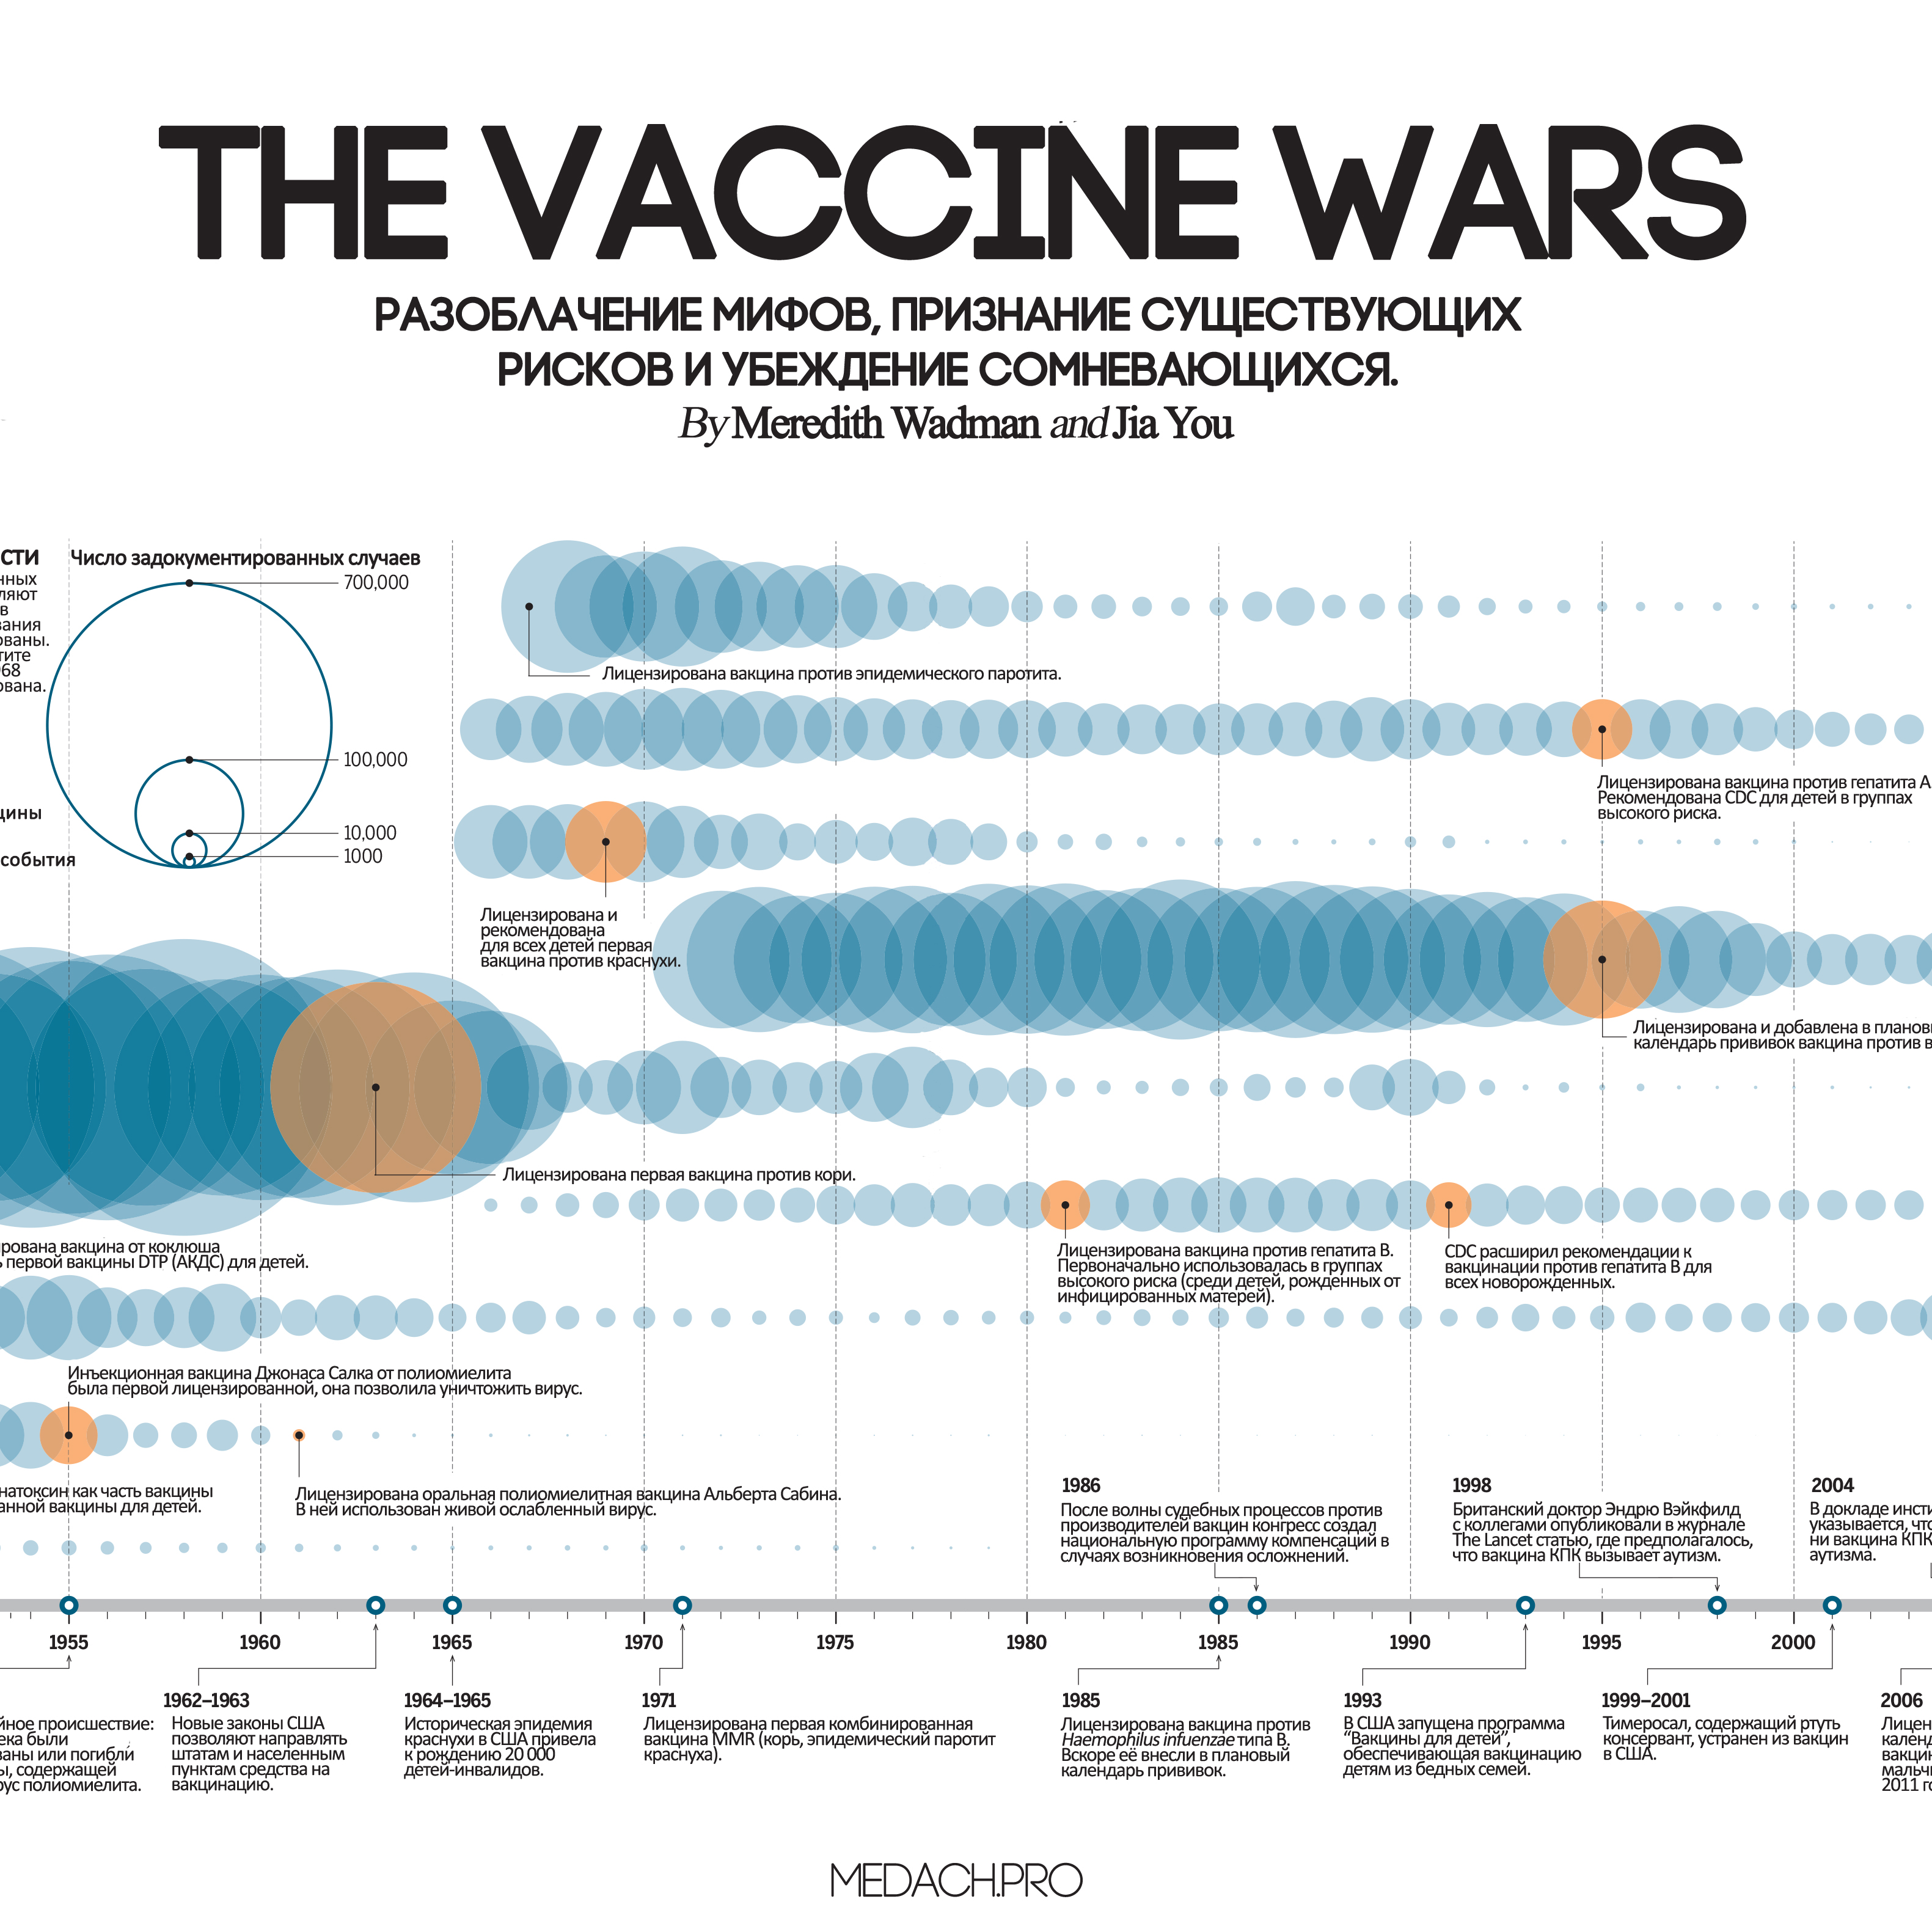 THE VACCINE WARS
РАЗОБЛАЧЕНИЕ МИФОВ, ПРИЗНАНИЕ СУЩЕСТВУЮЩИХ
РИСКОВ И УБЕЖДЕНИЕ СОМНЕВАЮЩИХСЯ.
By Meredith Wadman and Jia You
СТИ
нных
ляют
в
вания
ованы.
тите
68
ована.
цины
события
Число задокументированных случаев
700,000
100,000
10,000
1000
Лицензирована вакцина против эпидемического паротита.
Лицензирована вакцина против гепатита А
Рекомендована CDC для детей в группах
высокого риска.
Лицензирована и
рекомендована
для всех детей первая
вакцина против краснухи.
Лицензирована и добавлена в планов
календарь прививок вакцина против в
Лицензирована первая вакцина против кори.
ирована вакцина от коклюша
ь первой вакцины DTP (АКДС) для детей.
Лицензирована вакцина против гепатита В.
Первоначально использовалась в группах
высокого риска (среди детей, рожденных от
инфицированных матерей).
CDC расширил рекомендации к
вакцинации против гепатита В для
всех новорожденных.
Инъекционная вакцина Джонаса Салка от полиомиелита
была первой лицензированной, она позволила уничтожить вирус.
натоксин как часть вакцины
анной вакцины для детей.
Лицензирована оральная полиомиелитная вакцина Альберта Сабина.
В ней использован живой ослабленный вирус.
1986
После волны судебных процессов против
производителей вакцин конгресс создал
национальную программу компенсаций в
случаях возникновения осложнений.
1998
Британский доктор Эндрю Вэйкфилд
с коллегами опубликовали в журнале
The Lancet статью, где предполагалось,
что вакцина КПК вызывает аутизм.
2004
В докладе инсти
указывается, что
ни вакцина КПК
аутизма.
1955 1960 1965 1970 1975 1980 1985 1990 1995 2000
йное происшествие:
ека были
ваны или погибли
ы, содержащей
рус полиомиелита.
1962–1963
Новые законы США
позволяют направлять
штатам и населенным
пунктам средства на
вакцинацию.
1964–1965
Историческая эпидемия
краснухи в США привела
к рождению 20 000
детей-инвалидов.
1971
Лицензирована первая комбинированная
вакцина MMR (корь, эпидемический паротит
краснуха).
1985
Лицензирована вакцина против
Haemophilus infuenzae типа В.
Вскоре её внесли в плановый
календарь прививок.
1993
В США запущена программа
“Вакцины для детей”,
обеспечивающая вакцинацию
детям из бедных семей.
1999–2001
Тимеросал, содержащий ртуть
консервант, устранен из вакцин
в США.
2006
Лицен
календ
вакцин
мальч
2011 го
MEDACH.PRO